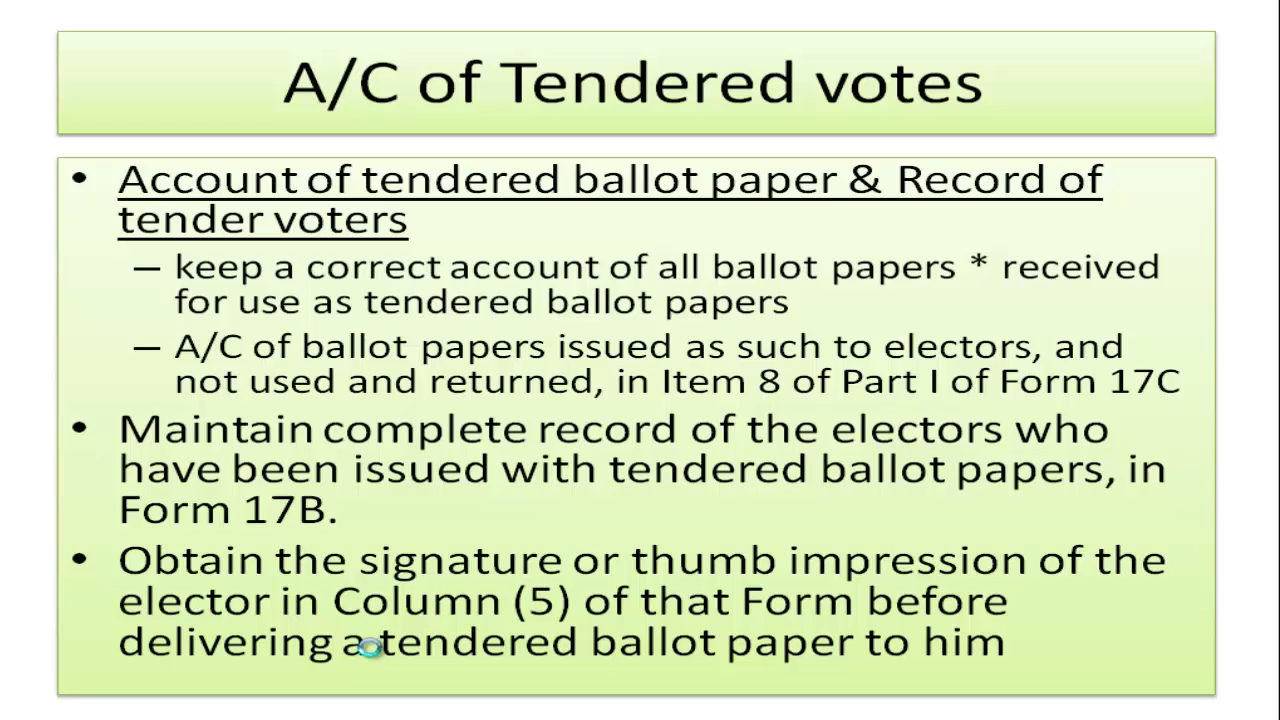 A/C of Tendered votes
• Account of tendered ballot paper & Record of
tender voters
– keep a correct account of all ballot papers * received
for use as tendered ballot papers
– A/C of ballot papers issued as such to electors, and
not used and returned, in Item 8 of Part I of Form 17C
• Maintain complete record of the electors who
have been issued with tendered ballot papers, in
Form 17B.
• Obtain the signature or thumb impression of the
elector in Column (5) of that Form before
delivering a tendered ballot paper to him